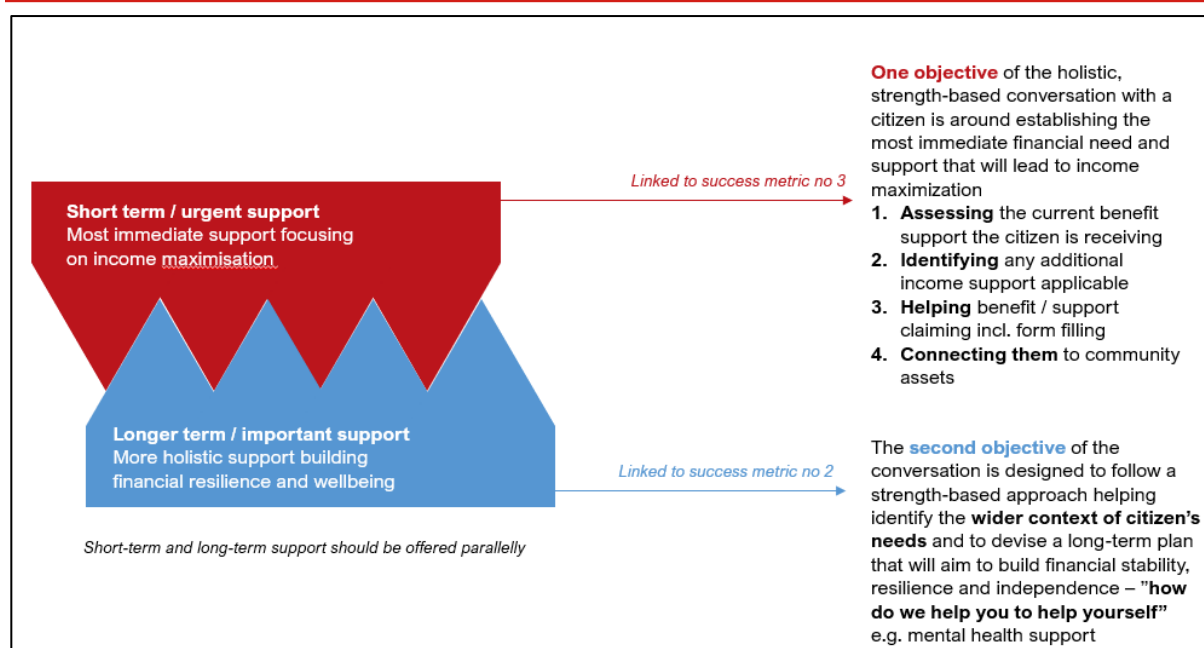 Short term / urgent support
Most immediate support focusing
on income maximisation
Linked to success metric no 3
One objective of the holistic,
strength-based conversation with a
citizen is around establishing the
most immediate financial need and
support that will lead to income
maximization
1. Assessing the current benefit
support the citizen is receiving
2. Identifying any additional
income support applicable
3. Helping benefit / support
claiming incl. form filling
4. Connecting them to community
assets
Longer term / important support
More holistic support building
financial resilience and wellbeing
Linked to success metric no 2
The second objective of the
conversation is designed to follow a
strength-based approach helping
identify the wider context of citizen’s
needs and to devise a long-term plan
that will aim to build financial stability,
resilience and independence – ”how
do we help you to help yourself”
e.g. mental health support
Short-term and long-term support should be offered parallelly